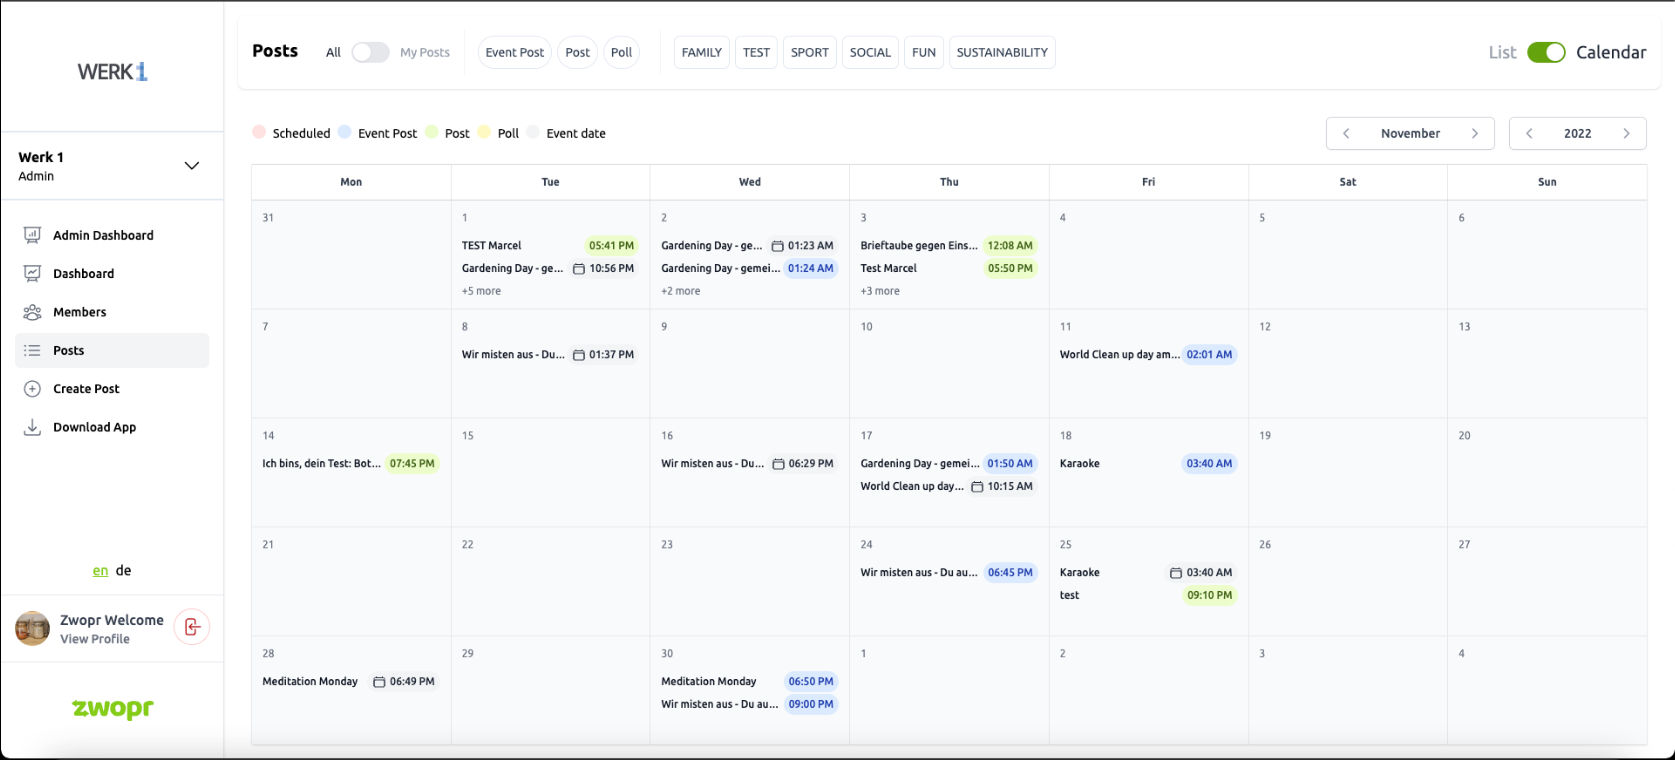 WERK1
Werk 1
Admin
Admin Dashboard
Dashboard
Members
Posts
Create Post
Download App
en de
Zwopr Welcome
View Profile
zwopr
Posts All My Posts Event Post Post Poll FAMILY TEST SPORT SOCIAL FUN SUSTAINABILITY List Calendar
Scheduled Event Post Post Poll Event date November 2022
Mon Tue Wed Thu Fri Sat Sun
31
1
TEST Marcel 05:41 PM
Gardening Day - ge... 10:56 PM
+5 more
2
Gardening Day - ge... 01:23 AM
Gardening Day - gemei... 01:24 AM
+2 more
3
Brieftaube gegen Eins... 12:08 AM
Test Marcel 05:50 PM
+3 more
4
5
6
7
8
Wir misten aus - Du... 01:37 PM
9
10
11
World Clean up day am... 02:01 AM
12
13
14
Ich bins, dein Test: Bot... 07:45 PM
15
16
Wir misten aus - Du... 06:29 PM
17
Gardening Day - gemei... 01:50 AM
World Clean up day... 10:15 AM
18
Karaoke 03:40 AM
19
20
21
22
23
24
Wir misten aus - Du au... 06:45 PM
25
Karaoke 03:40 AM
test 09:10 PM
26
27
28
Meditation Monday 06:49 PM
29
30
Meditation Monday 06:50 PM
Wir misten aus - Du au... 09:00 PM
1
2
3
4